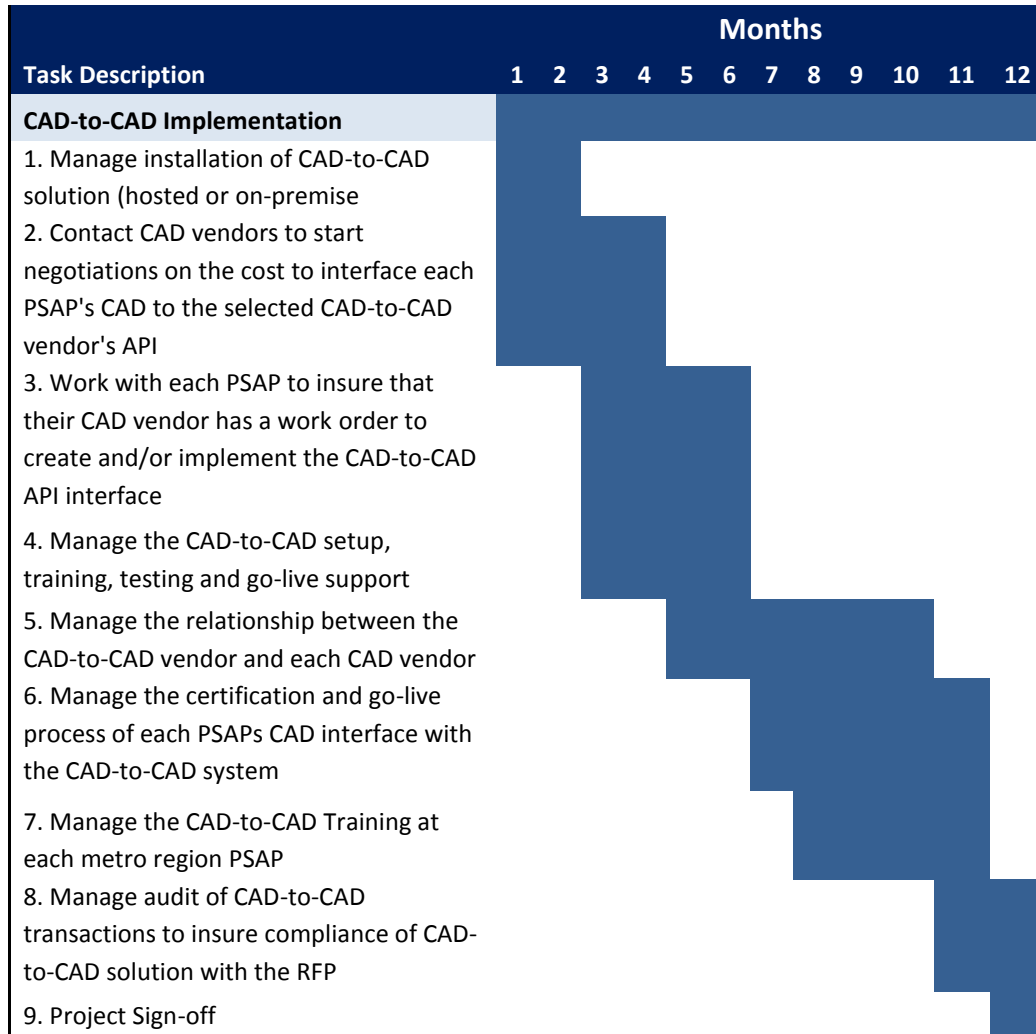 Months
Task Description 1 2 3 4 5 6 7 8 9 10 11 12
CAD-to-CAD Implementation
1. Manage installation of CAD-to-CAD
solution (hosted or on-premise
2. Contact CAD vendors to start
negotiations on the cost to interface each
PSAP's CAD to the selected CAD-to-CAD
vendor's API
3. Work with each PSAP to insure that
their CAD vendor has a work order to
create and/or implement the CAD-to-CAD
API interface
4. Manage the CAD-to-CAD setup,
training, testing and go-live support
5. Manage the relationship between the
CAD-to-CAD vendor and each CAD vendor
6. Manage the certification and go-live
process of each PSAPs CAD interface with
the CAD-to-CAD system
7. Manage the CAD-to-CAD Training at
each metro region PSAP
8. Manage audit of CAD-to-CAD
transactions to insure compliance of CAD-
to-CAD solution with the RFP
9. Project Sign-off